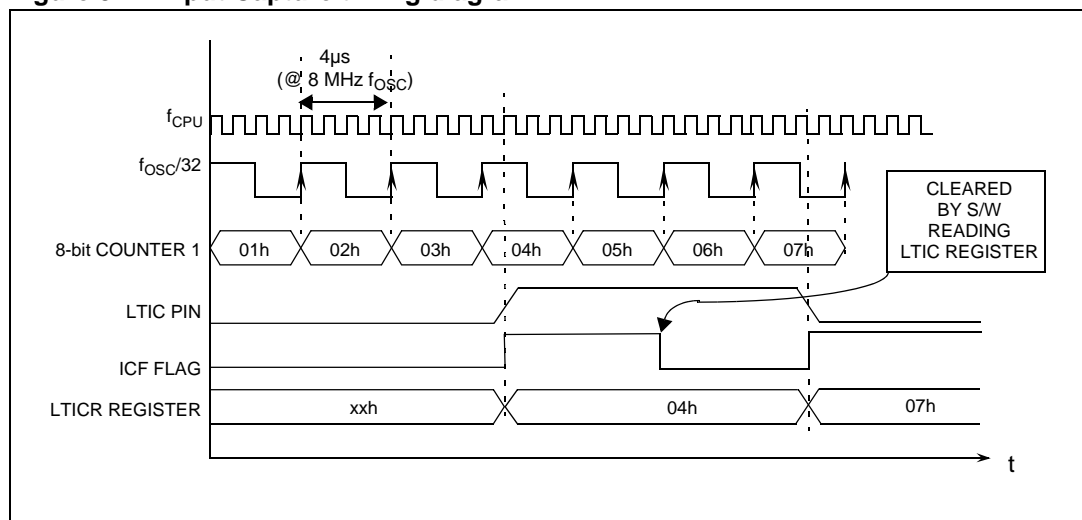 4µs
(@ 8 MHz fOSC)
fCPU
fOSC/32
CLEARED
BY S/W
READING
LTIC REGISTER
8-bit COUNTER 1
01h
02h
03h
04h
05h
06h
07h
LTIC PIN
ICF FLAG
LTICR REGISTER
xxh
04h
07h
t